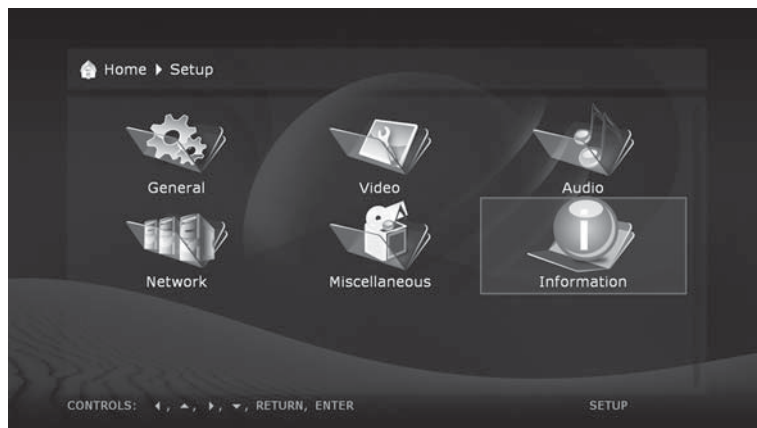 Home ▸ Setup
General Video Audio
Network Miscellaneous Information
CONTROLS: ◂, ▴, ▸, ▾, RETURN, ENTER SETUP